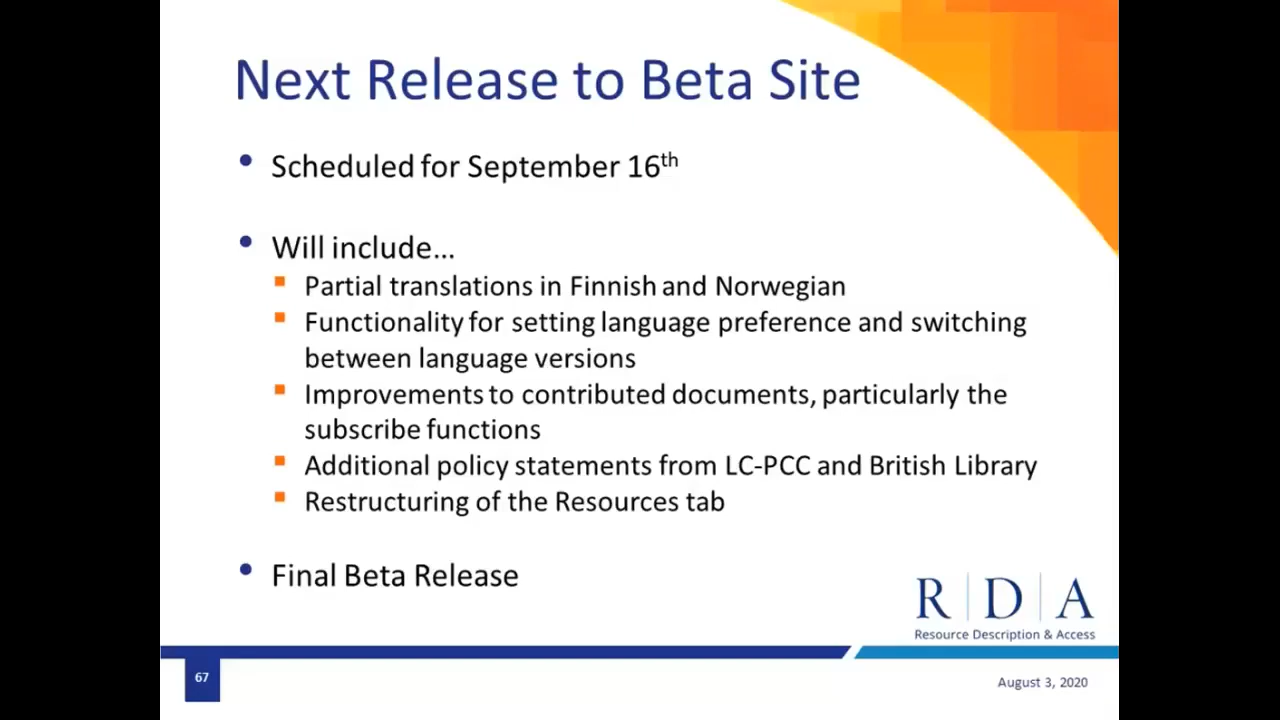 Next Release to Beta Site
• Scheduled for September 16th
• Will include...
▪ Partial translations in Finnish and Norwegian
▪ Functionality for setting language preference and switching
between language versions
▪ Improvements to contributed documents, particularly the
subscribe functions
▪ Additional policy statements from LC-PCC and British Library
▪ Restructuring of the Resources tab
• Final Beta Release
R|D|A
Resource Description & Access
67
August 3, 2020